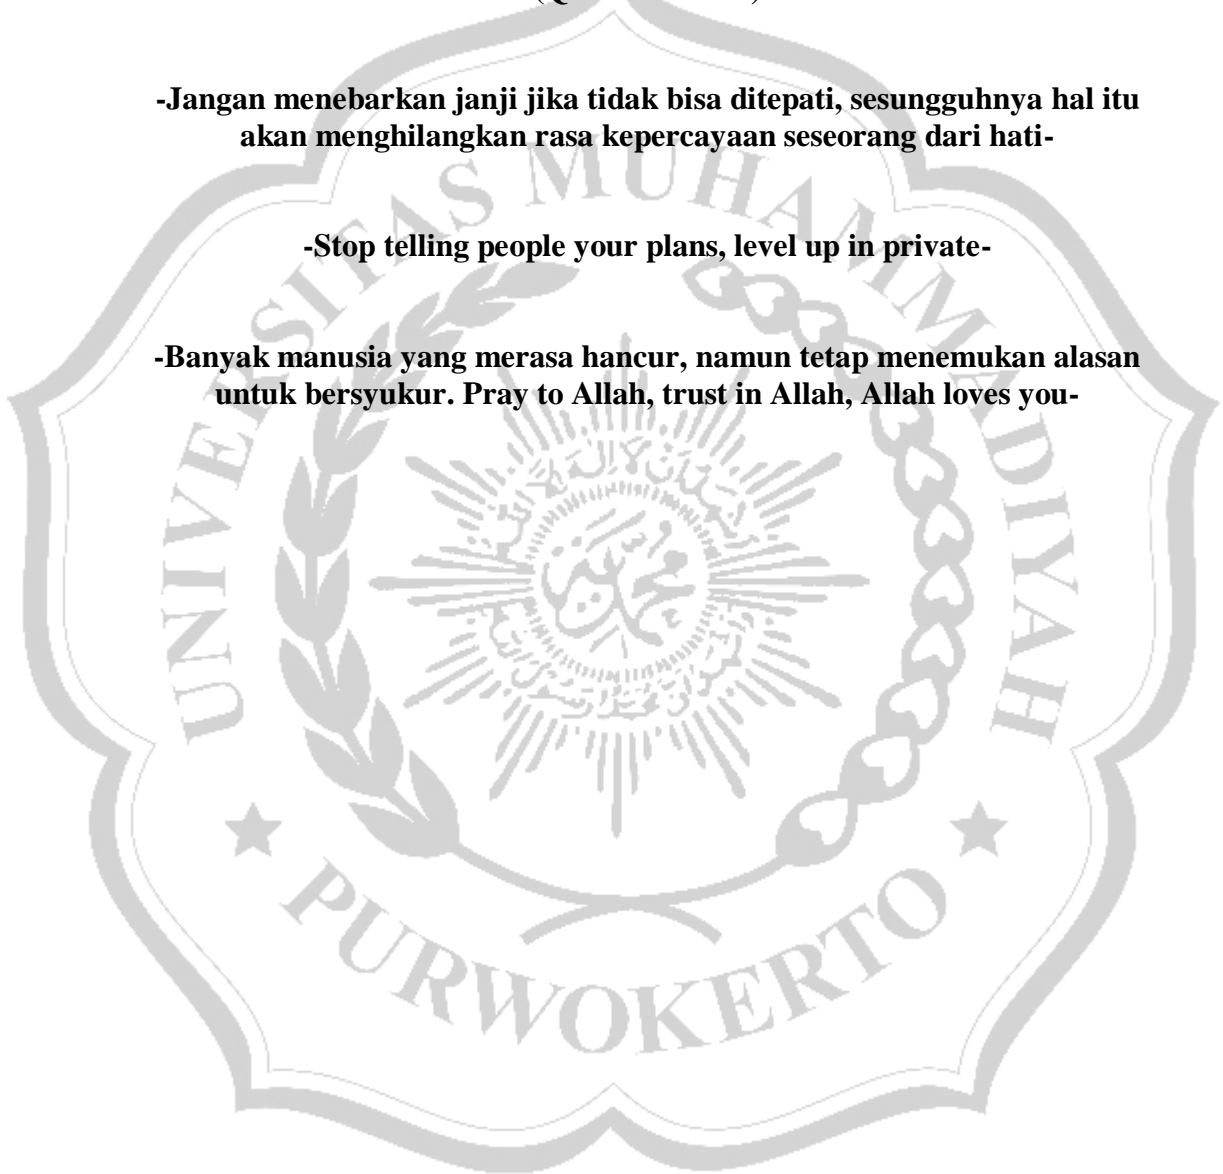 -Jangan menebarkan janji jika tidak bisa ditepati, sesungguhnya hal itu
akan menghilangkan rasa kepercayaan seseorang dari hati-
-Stop telling people your plans, level up in private-
-Banyak manusia yang merasa hancur, namun tetap menemukan alasan
untuk bersyukur. Pray to Allah, trust in Allah, Allah loves you-
UNIVERSITAS MUHAMMADIYAH
PURWOKERTO